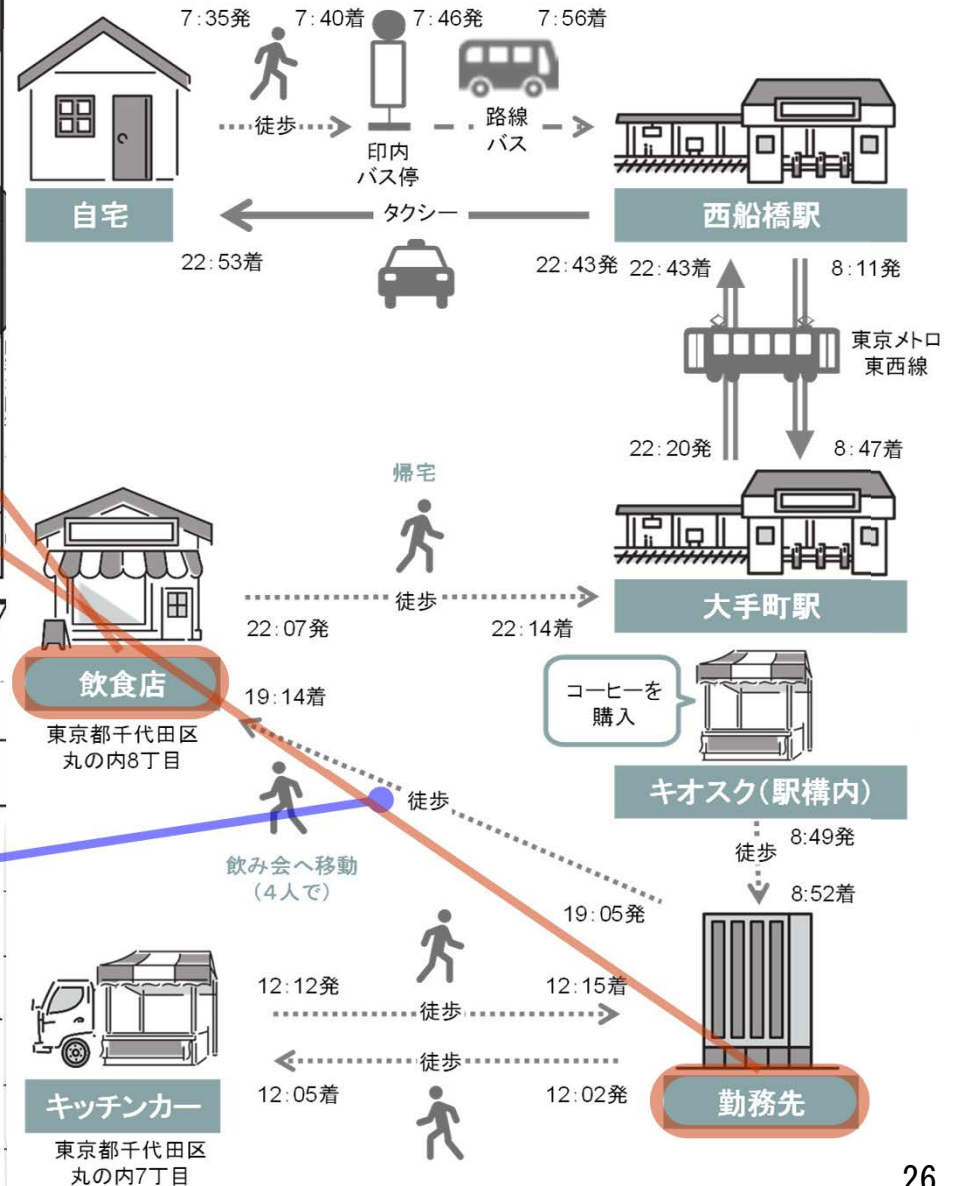 7:35発 7:40着 7:46発 7:56着
徒歩
印内
バス停
路線
バス
自宅
西船橋駅
タクシー
22:53着
22:43発 22:43着 8:11発
東京メトロ
東西線
22:20発 8:47着
帰宅
徒歩
22:07発 22:14着
大手町駅
飲食店
東京都千代田区
丸の内8丁目
19:14着
コーヒーを
購入
キオスク(駅構内)
徒歩
8:49発
8:52着
徒歩
飲み会へ移動
(4人で)
19:05発
12:12発 12:15着
徒歩
徒歩
12:05着 12:02発
キッチンカー
東京都千代田区
丸の内7丁目
勤務先
26